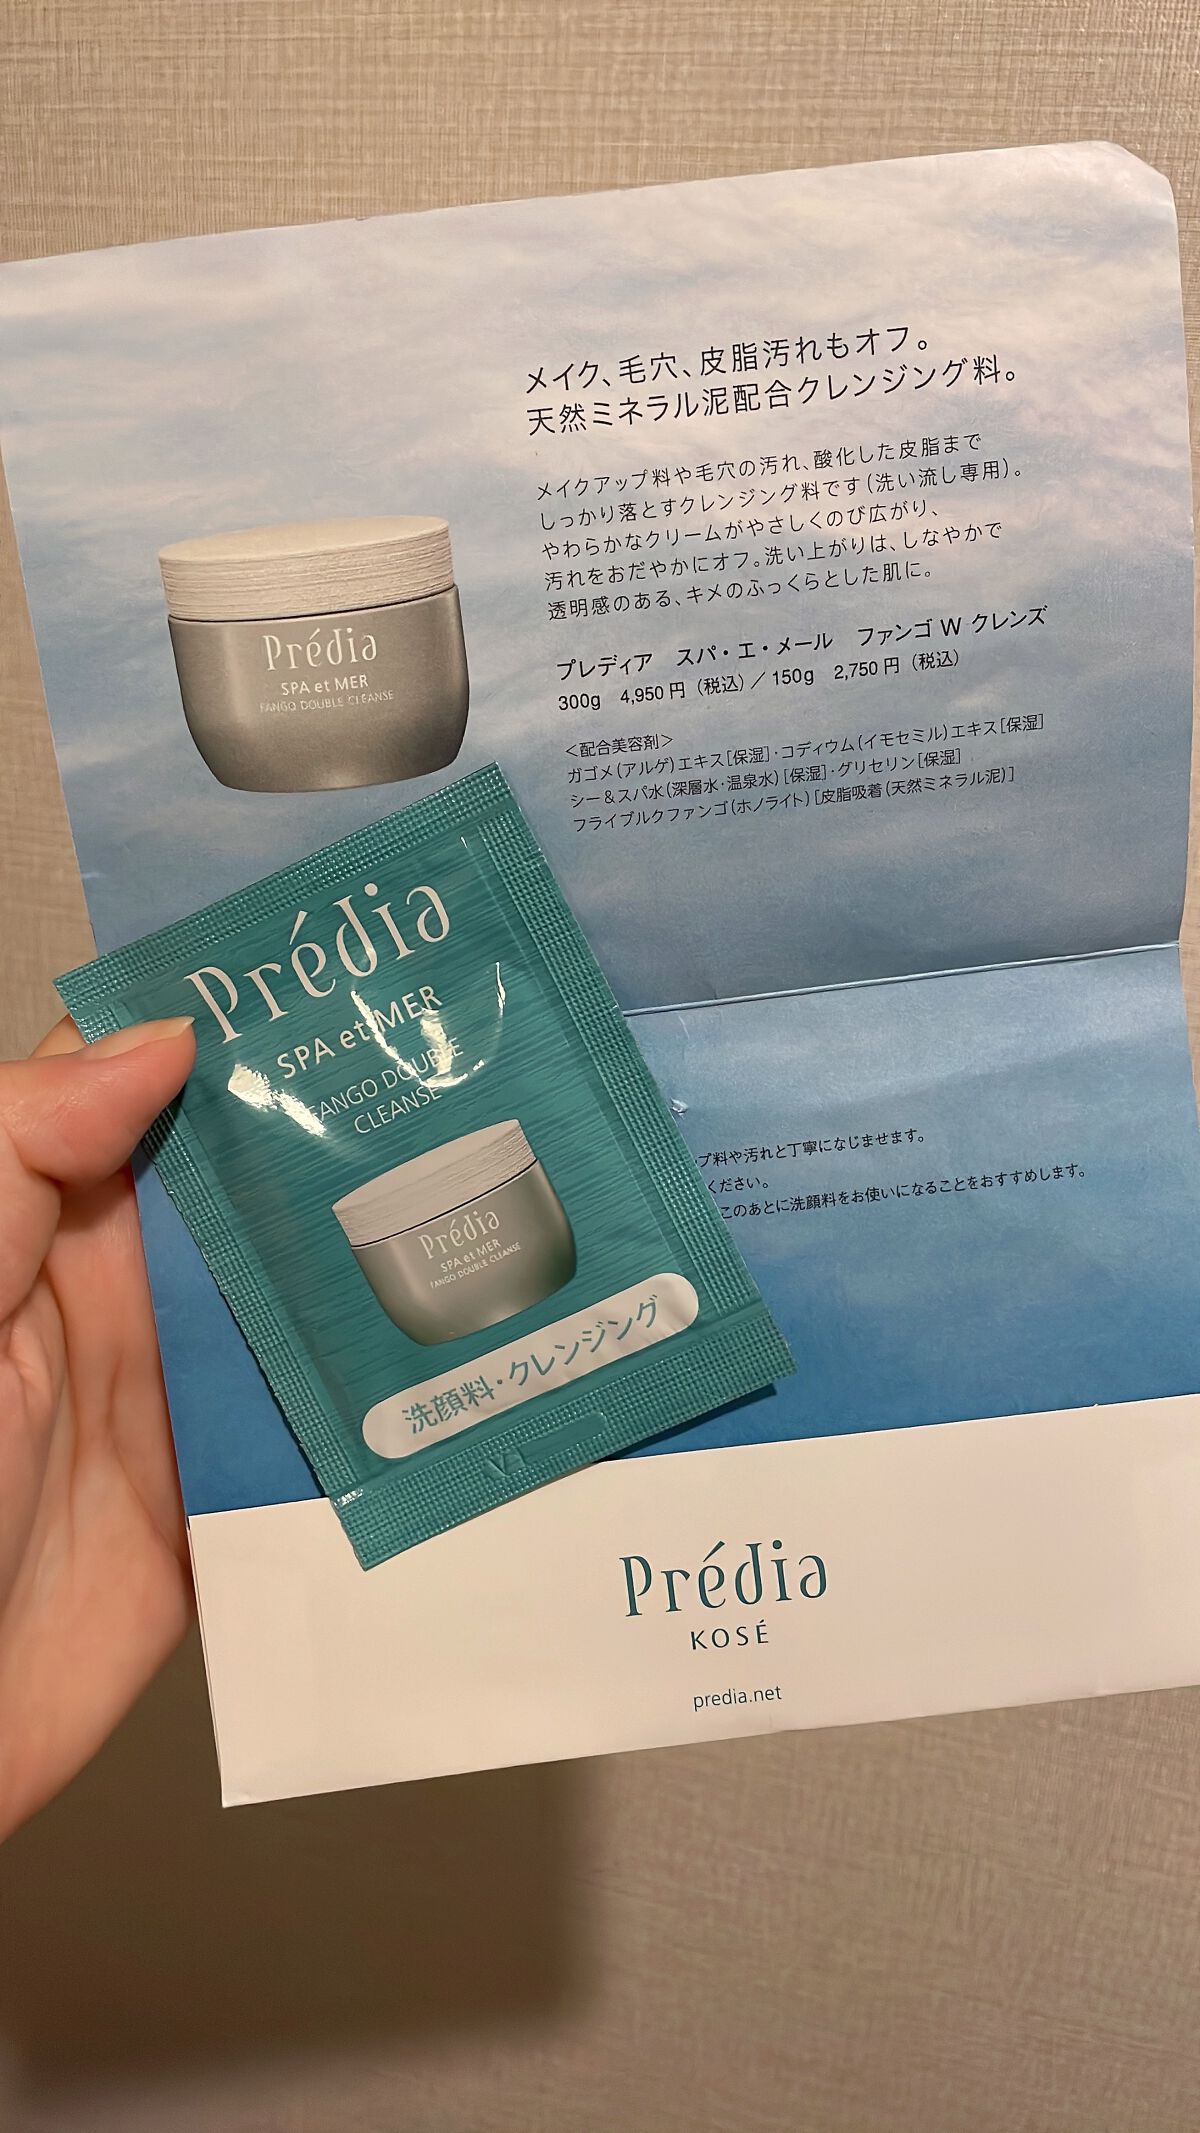 メイク、毛穴、皮脂汚れもオフ。
天然ミネラル泥配合クレンジング料。
メイクアップ料や毛穴の汚れ、酸化した皮脂まで
しっかり落とすクレンジング料です(洗い流し専用)。
やわらかなクリームがやさしくのび広がり、
汚れをおだやかにオフ。洗い上がりは、しなやかで
透明感のある、キメのふっくらとした肌に。
プレディア スパ・エ・メール ファンゴ W クレンズ
300g 4,950円(税込)/150g 2,750円(税込)
<配合美容剤>
ガゴメ(アルゲ)エキス[保湿]・コディウム(イモセミル)エキス[保湿]
シー&スパ水(深層水・温泉水)[保湿]・グリセリン[保湿]
フライブルクファンゴ(ホノライト)[皮脂吸着(天然ミネラル泥)]
Prédia
SPA et MER
FANGO DOUBLE CLEANSE
Prédia
SPA et MER
FANGO DOUBLE
CLEANSE
Prédia
SPA et MER
FANGO DOUBLE CLEANSE
洗顔料・クレンジング
プ料や汚れと丁寧になじませます。
ください。
このあとに洗顔料をお使いになることをおすすめします。
Prédia
KOSÉ
predia.net